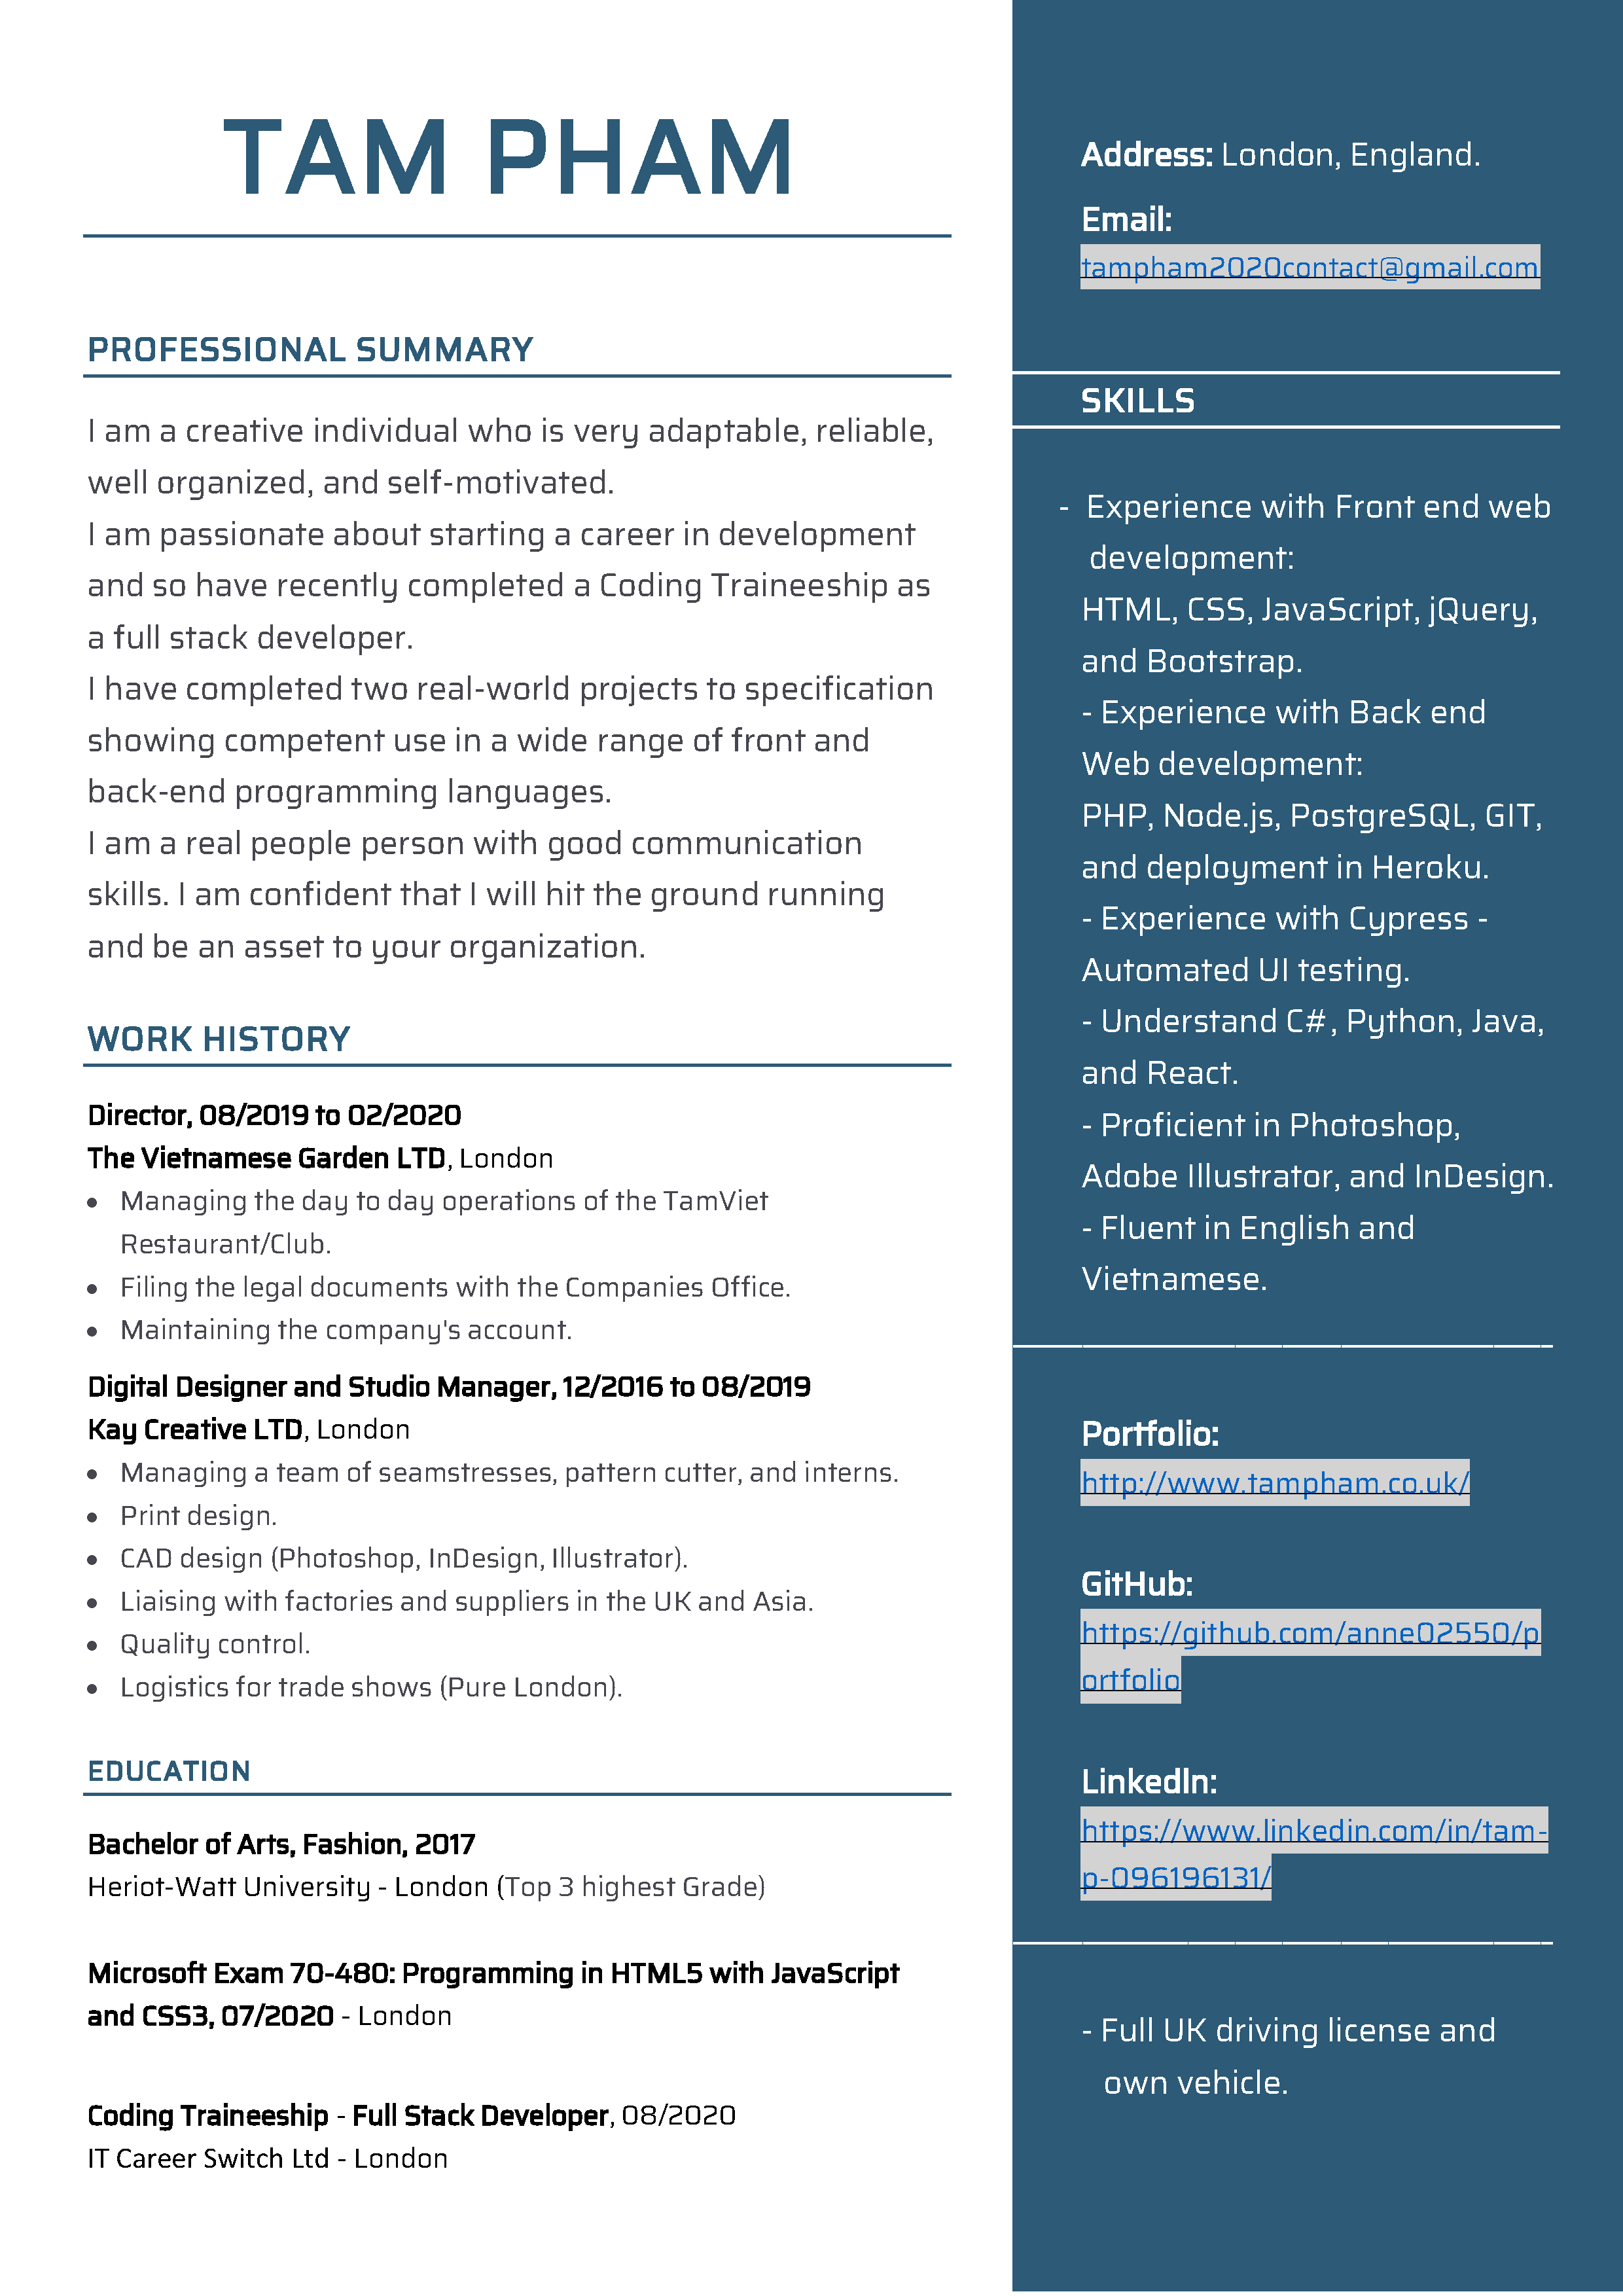 TAM PHAM
PROFESSIONAL SUMMARY
I am a creative individual who is very adaptable, reliable,
well organized, and self-motivated.
I am passionate about starting a career in development
and so have recently completed a Coding Traineeship as
a full stack developer.
I have completed two real-world projects to specification
showing competent use in a wide range of front and
back-end programming languages.
I am a real people person with good communication
skills. I am confident that I will hit the ground running
and be an asset to your organization.
WORK HISTORY
Director, 08/2019 to 02/2020
The Vietnamese Garden LTD, London
• Managing the day to day operations of the TamViet
Restaurant/Club.
• Filing the legal documents with the Companies Office.
• Maintaining the company's account.
Digital Designer and Studio Manager, 12/2016 to 08/2019
Kay Creative LTD, London
• Managing a team of seamstresses, pattern cutter, and interns.
• Print design.
• CAD design (Photoshop, InDesign, Illustrator).
• Liaising with factories and suppliers in the UK and Asia.
• Quality control.
• Logistics for trade shows (Pure London).
EDUCATION
Bachelor of Arts, Fashion, 2017
Heriot-Watt University - London (Top 3 highest Grade)
Microsoft Exam 70-480: Programming in HTML5 with JavaScript
and CSS3, 07/2020 - London
Coding Traineeship - Full Stack Developer, 08/2020
IT Career Switch Ltd - London
Address: London, England.
Email:
tampham2020contact@gmail.com
SKILLS
- Experience with Front end web
development:
HTML, CSS, JavaScript, jQuery,
and Bootstrap.
- Experience with Back end
Web development:
PHP, Node.js, PostgreSQL, GIT,
and deployment in Heroku.
- Experience with Cypress -
Automated UI testing.
- Understand C#, Python, Java,
and React.
- Proficient in Photoshop,
Adobe Illustrator, and InDesign.
- Fluent in English and
Vietnamese.
Portfolio:
http://www.tampham.co.uk/
GitHub:
https://github.com/anne02550/p
ortfolio
LinkedIn:
https://www.linkedin.com/in/tam-
p-096196131/
- Full UK driving license and
own vehicle.